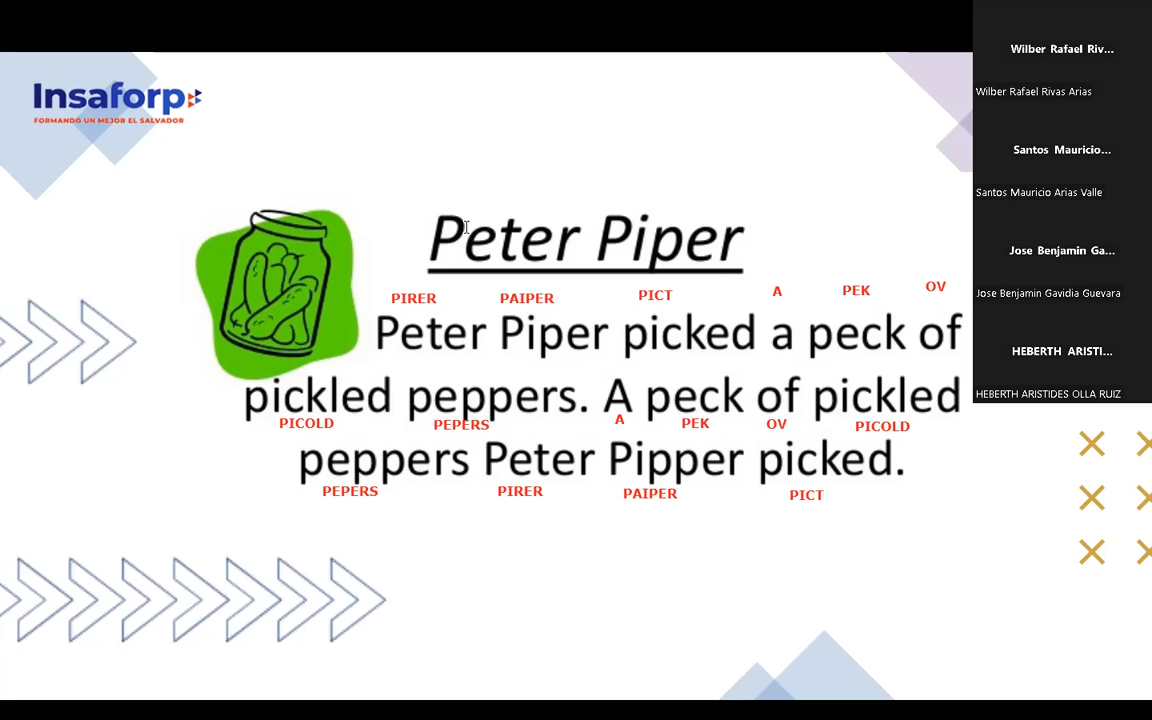 Insaforp
FORMANDO UN MEJOR EL SALVADOR
Peter Piper
PIRER PAIPER PICT A PEK OV
Peter Piper picked a peck of
pickled peppers. A peck of pickled
PICOLD PEPERS A PEK OV PICOLD
peppers Peter Pipper picked.
PEPERS PIRER PAIPER PICT
Wilber Rafael Riv...
Wilber Rafael Rivas Arias
Santos Mauricio...
Santos Mauricio Arias Valle
Jose Benjamin Ga...
Jose Benjamin Gavidia Guevara
HEBERTH ARISTI...
HEBERTH ARISTIDES OLLA RUIZ